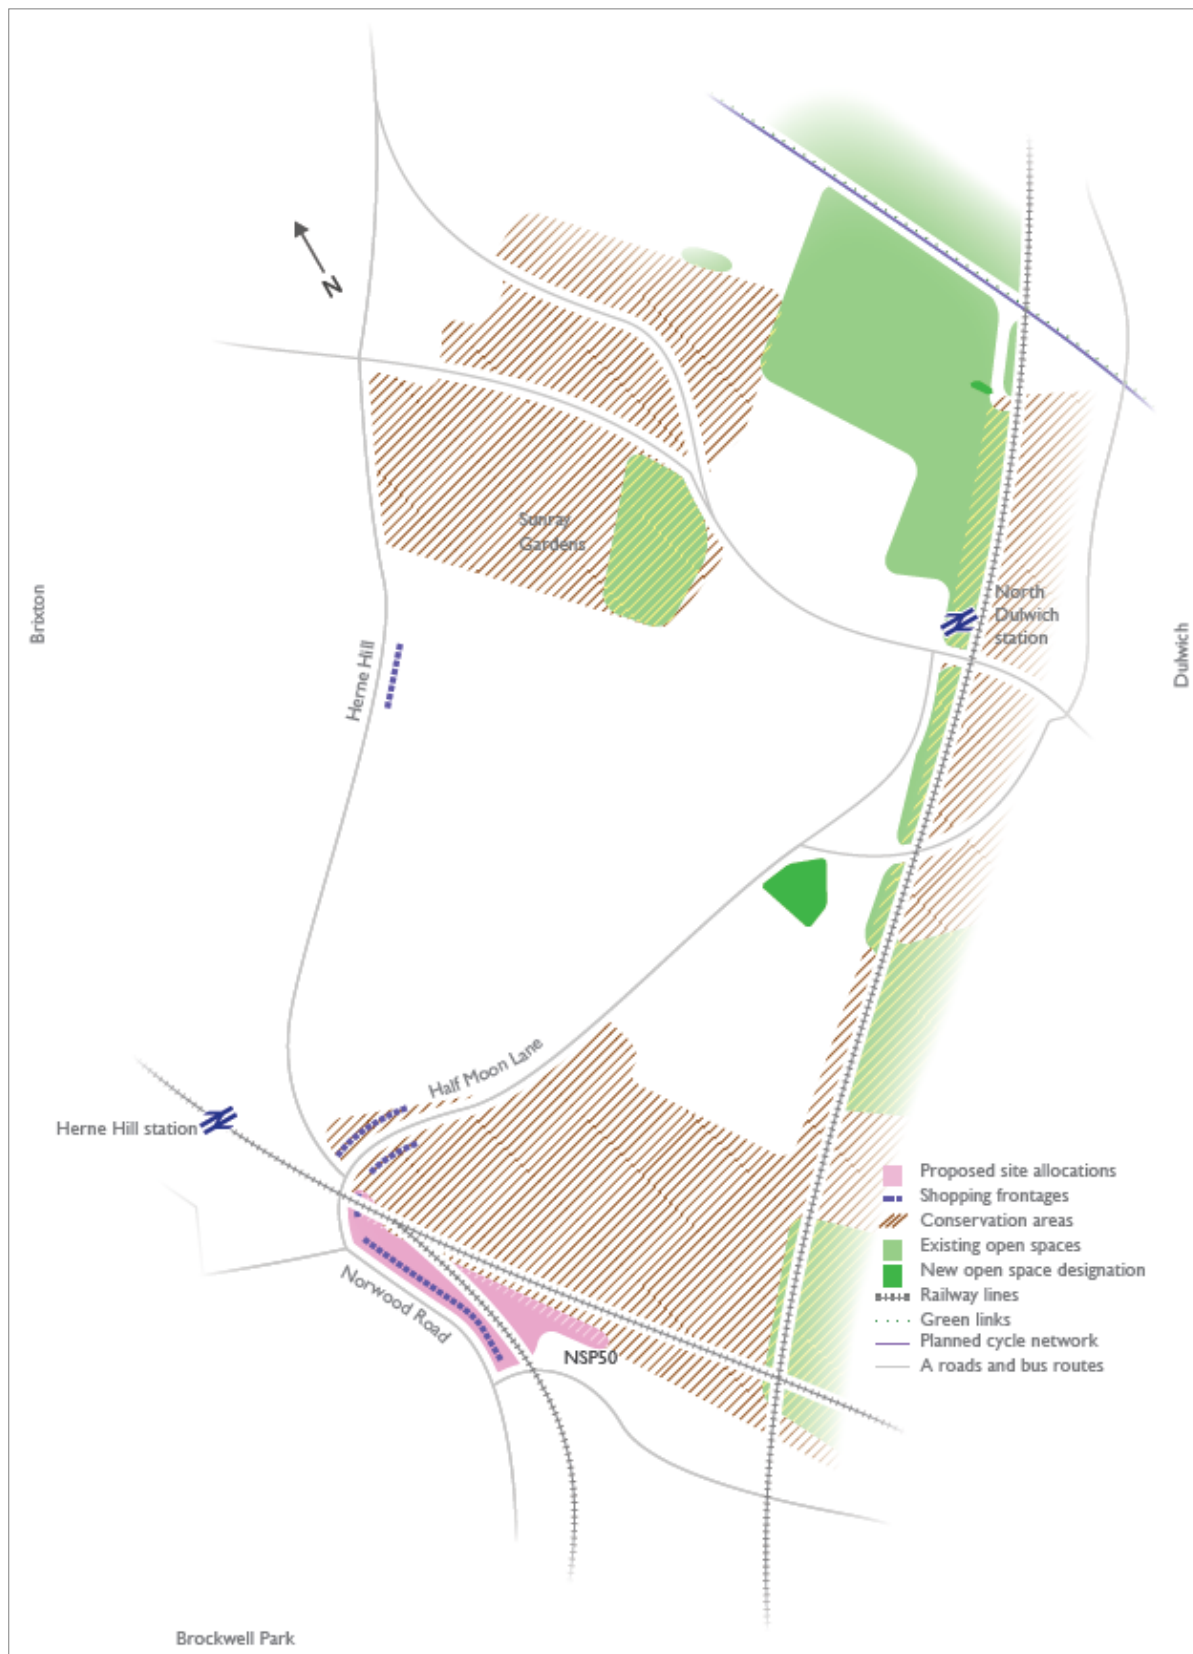 N
Sunray
Gardens
Brixton
North
Dulwich
station
Dulwich
Herne Hill
Half Moon Lane
Herne Hill station
Norwood Road
NSP50
Proposed site allocations
Shopping frontages
Conservation areas
Existing open spaces
New open space designation
Railway lines
Green links
Planned cycle network
A roads and bus routes
Brockwell Park